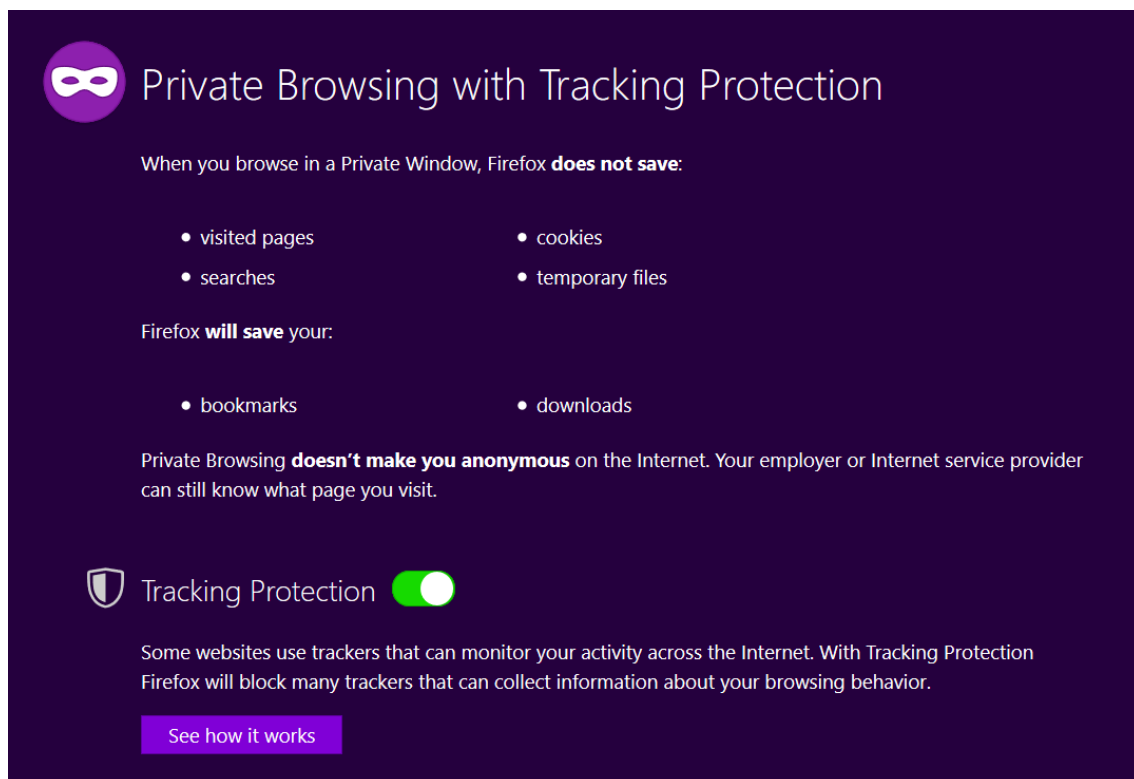 Private Browsing with Tracking Protection
When you browse in a Private Window, Firefox does not save:
• visited pages • cookies
• searches • temporary files
Firefox will save your:
• bookmarks • downloads
Private Browsing doesn’t make you anonymous on the Internet. Your employer or Internet service provider
can still know what page you visit.
Tracking Protection
Some websites use trackers that can monitor your activity across the Internet. With Tracking Protection
Firefox will block many trackers that can collect information about your browsing behavior.
See how it works